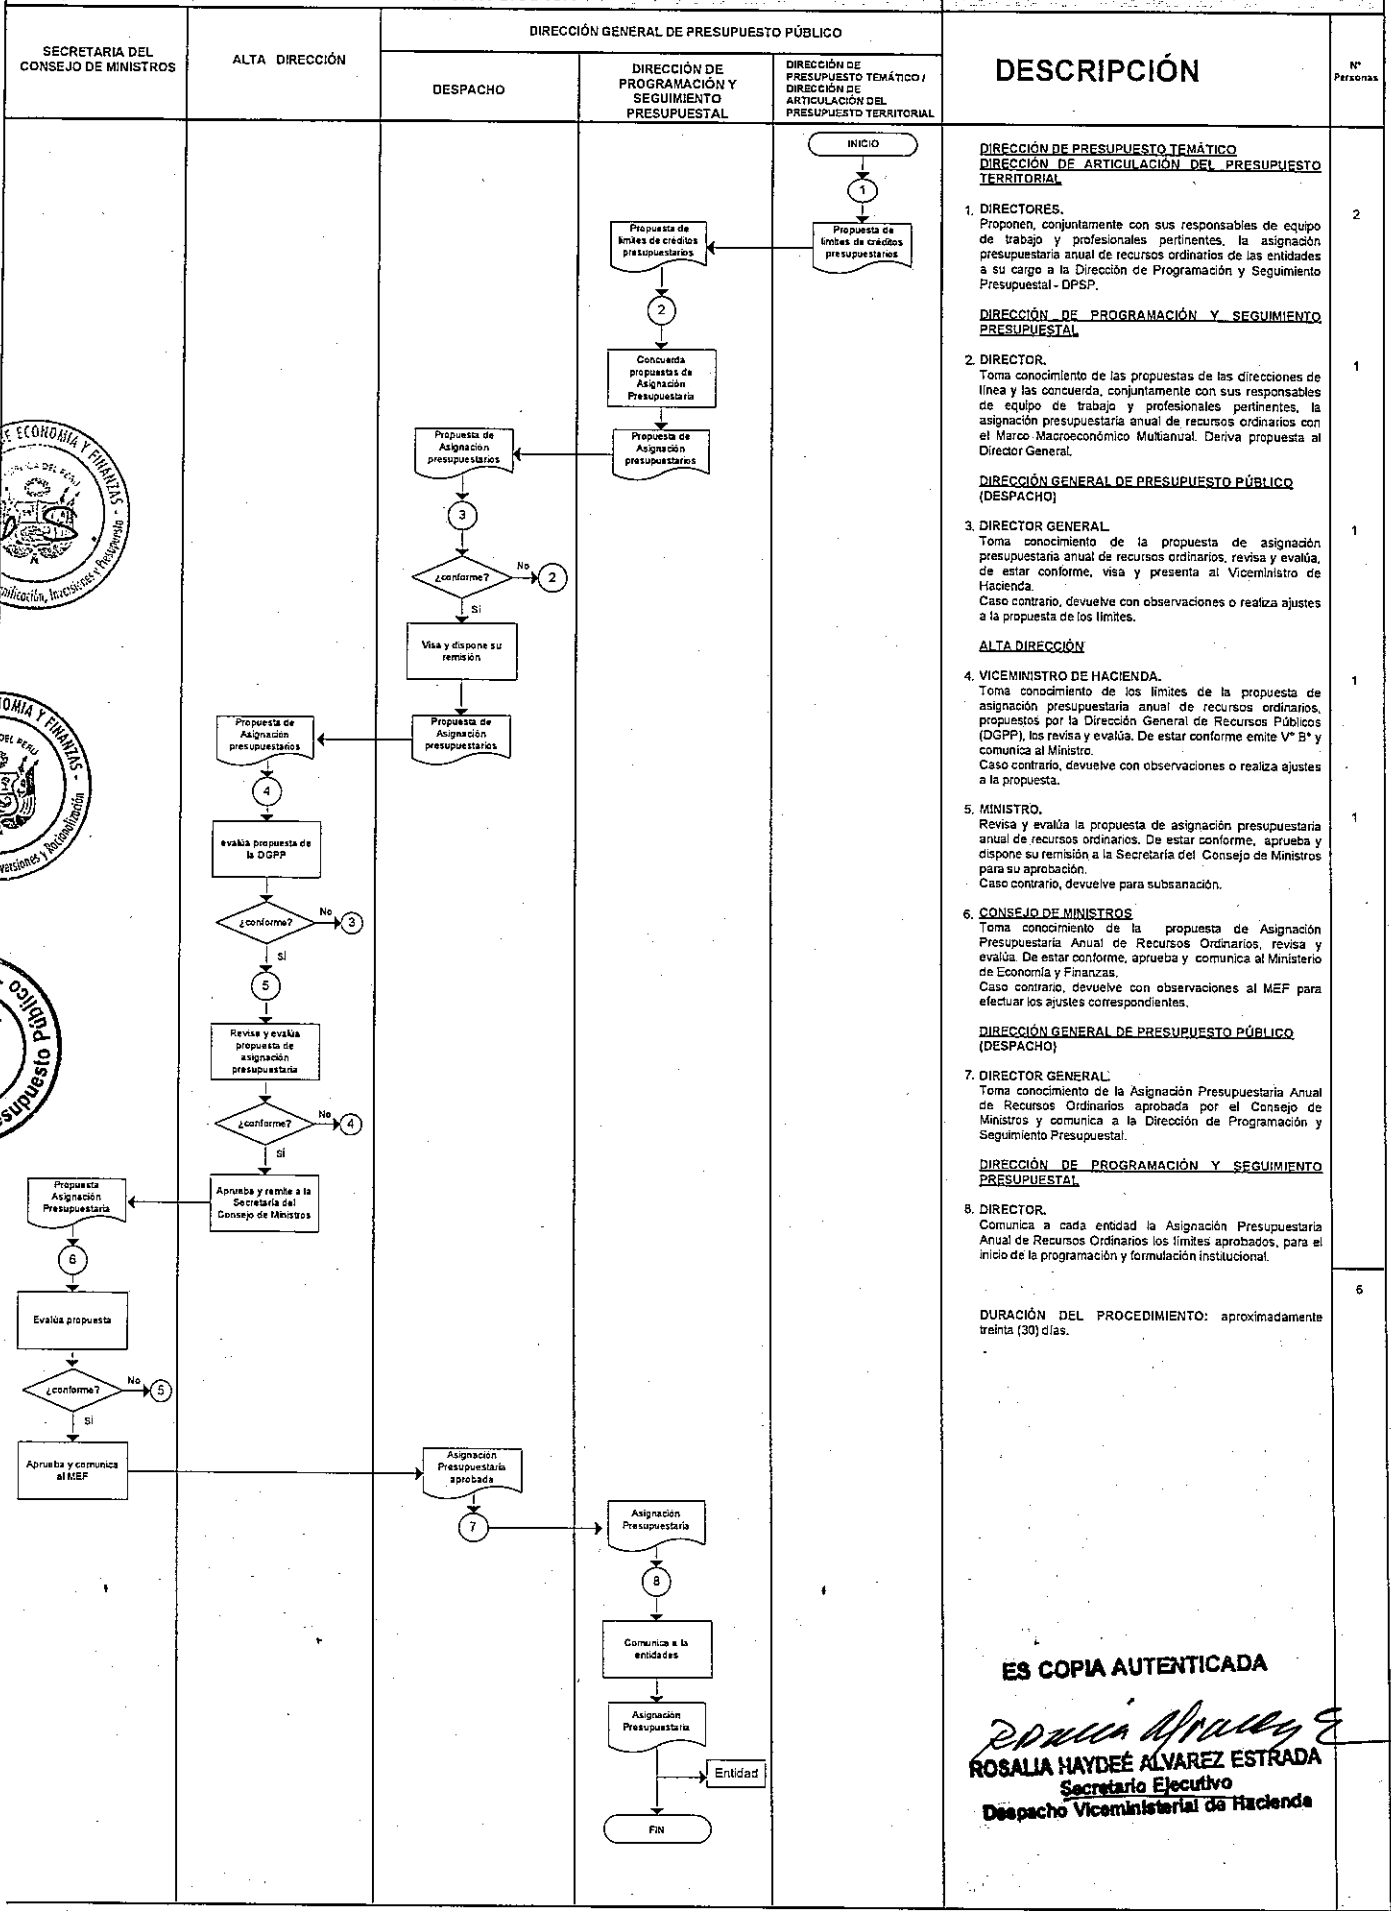 SECRETARIA DEL
CONSEJO DE MINISTROS
ALTA DIRECCIÓN
DIRECCIÓN GENERAL DE PRESUPUESTO PÚBLICO
DESPACHO
DIRECCIÓN DE
PROGRAMACIÓN Y
SEGUIMIENTO
PRESUPUESTAL
DIRECCIÓN DE
PRESUPUESTO TEMÁTICO /
DIRECCIÓN DE
ARTICULACIÓN DEL
PRESUPUESTO TERRITORIAL
DESCRIPCIÓN
N°
Personas
INICIO
1
Propuesta de
límites de créditos
presupuestarios
Propuesta de
límites de créditos
presupuestarios
2
Concuerda
propuestas de
Asignación
Presupuestaria
Propuesta de
Asignación
presupuestarios
Propuesta de
Asignación
presupuestarios
3
¿conforme?
No
2
Si
Visa y dispone su
remisión
Propuesta de
Asignación
presupuestarios
Propuesta de
Asignación
presupuestarios
4
evalúa propuesta de
la DGPP
¿conforme?
No
3
si
5
Revisa y evalúa
propuesta de
asignación
presupuestaria
¿conforme?
No
4
si
Aprueba y remite a la
Secretaría del
Consejo de Ministros
Propuesta
Asignación
Presupuestaria
6
Evalúa propuesta
¿conforme?
No
5
si
Aprueba y comunica
al MEF
Asignación
Presupuestaria
aprobada
7
Asignación
Presupuestaria
8
Comunica a la
entidades
Asignación
Presupuestaria
Entidad
FIN
DIRECCIÓN DE PRESUPUESTO TEMÁTICO
DIRECCIÓN DE ARTICULACIÓN DEL PRESUPUESTO
TERRITORIAL
1. DIRECTORES.
2
Proponen, conjuntamente con sus responsables de equipo
de trabajo y profesionales pertinentes, la asignación
presupuestaria anual de recursos ordinarios de las entidades
a su cargo a la Dirección de Programación y Seguimiento
Presupuestal - DPSP.
DIRECCIÓN DE PROGRAMACIÓN Y SEGUIMIENTO
PRESUPUESTAL
2. DIRECTOR.
1
Toma conocimiento de las propuestas de las direcciones de
línea y las concuerda, conjuntamente con sus responsables
de equipo de trabajo y profesionales pertinentes, la
asignación presupuestaria anual de recursos ordinarios con
el Marco Macroeconómico Multianual. Deriva propuesta al
Director General.
DIRECCIÓN GENERAL DE PRESUPUESTO PÚBLICO
(DESPACHO)
3. DIRECTOR GENERAL
1
Toma conocimiento de la propuesta de asignación
presupuestaria anual de recursos ordinarios, revisa y evalúa,
de estar conforme, visa y presenta al Viceministro de
Hacienda.
Caso contrario, devuelve con observaciones o realiza ajustes
a la propuesta de los límites.
ALTA DIRECCIÓN
4. VICEMINISTRO DE HACIENDA.
1
Toma conocimiento de los límites de la propuesta de
asignación presupuestaria anual de recursos ordinarios,
propuestos por la Dirección General de Recursos Públicos
(DGPP), los revisa y evalúa. De estar conforme emite V° B° y
comunica al Ministro.
Caso contrario, devuelve con observaciones o realiza ajustes
a la propuesta.
5. MINISTRO.
1
Revisa y evalúa la propuesta de asignación presupuestaria
anual de recursos ordinarios. De estar conforme, aprueba y
dispone su remisión a la Secretaría del Consejo de Ministros
para su aprobación.
Caso contrario, devuelve para subsanación.
6. CONSEJO DE MINISTROS
Toma conocimiento de la propuesta de Asignación
Presupuestaria Anual de Recursos Ordinarios, revisa y
evalúa. De estar conforme, aprueba y comunica al Ministerio
de Economía y Finanzas.
Caso contrario, devuelve con observaciones al MEF para
efectuar los ajustes correspondientes.
DIRECCIÓN GENERAL DE PRESUPUESTO PÚBLICO
(DESPACHO)
7. DIRECTOR GENERAL
Toma conocimiento de la Asignación Presupuestaria Anual
de Recursos Ordinarios aprobada por el Consejo de
Ministros y comunica a la Dirección de Programación y
Seguimiento Presupuestal.
DIRECCIÓN DE PROGRAMACIÓN Y SEGUIMIENTO
PRESUPUESTAL
8. DIRECTOR.
Comunica a cada entidad la Asignación Presupuestaria
Anual de Recursos Ordinarios los límites aprobados, para el
inicio de la programación y formulación institucional.
6
DURACIÓN DEL PROCEDIMIENTO: aproximadamente
treinta (30) días.
ES COPIA AUTENTICADA
ROSALIA HAYDEÉ ALVAREZ ESTRADA
Secretario Ejecutivo
Despacho Viceministerial de Hacienda
E ECONOMÍA Y FINANZAS
Inversiones y Presupuesto
OMIA Y FINANZAS
DEL PERÚ
versiones y Racionalización
supuesto Público